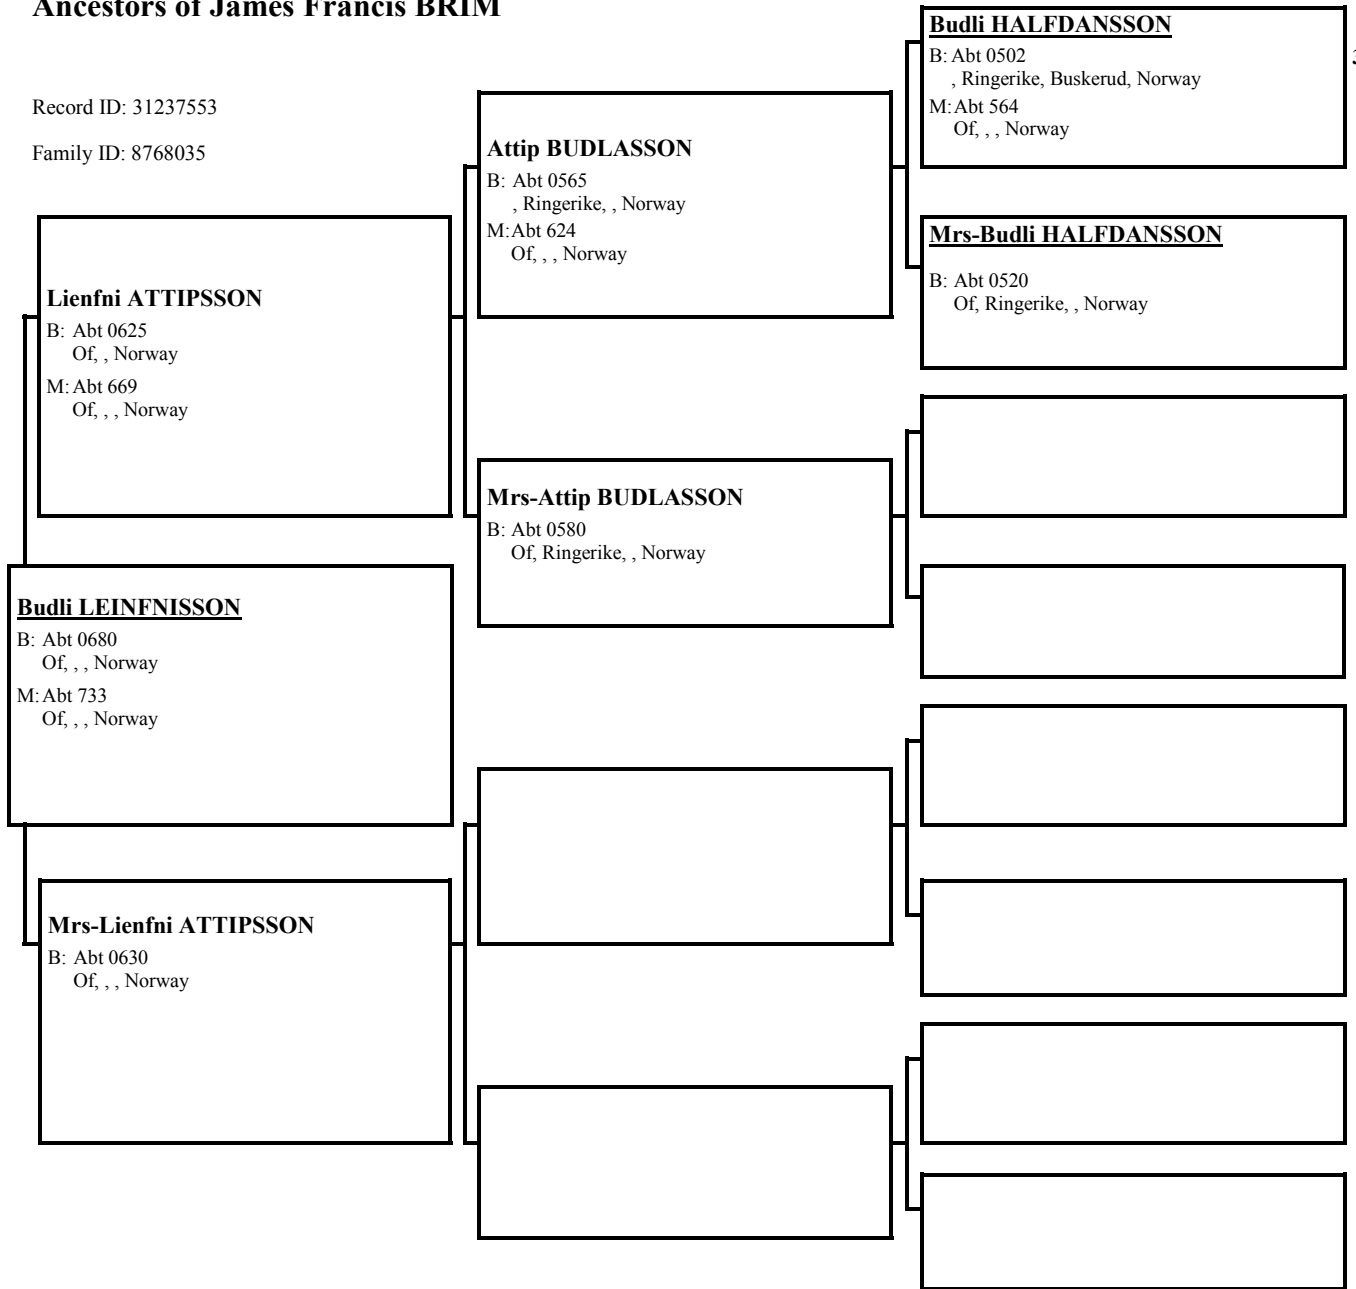 Ancestors of James Francis BRIM
Record ID: 31237553
Family ID: 8768035
Budli HALFDANSSON
B: Abt 0502
, Ringerike, Buskerud, Norway
M: Abt 564
Of, , , Norway
Attip BUDLASSON
B: Abt 0565
, Ringerike, , Norway
M: Abt 624
Of, , , Norway
Mrs-Budli HALFDANSSON
B: Abt 0520
Of, Ringerike, , Norway
Lienfni ATTIPSSON
B: Abt 0625
Of, , Norway
M: Abt 669
Of, , , Norway
Mrs-Attip BUDLASSON
B: Abt 0580
Of, Ringerike, , Norway
Budli LEINFNISSON
B: Abt 0680
Of, , , Norway
M: Abt 733
Of, , , Norway
Mrs-Lienfni ATTIPSSON
B: Abt 0630
Of, , , Norway